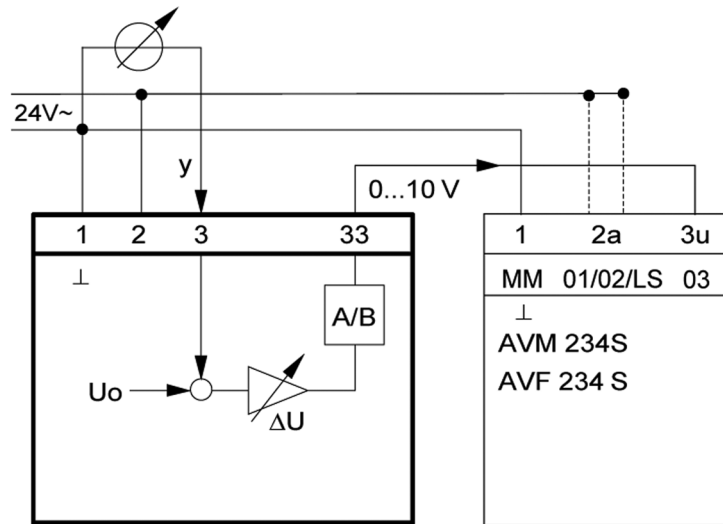 24V~
y
0...10 V
1 2 3 33
1 2a 3u
⊥
MM 01/02/LS 03
A/B
⊥
AVM 234S
AVF 234 S
Uo
ΔU